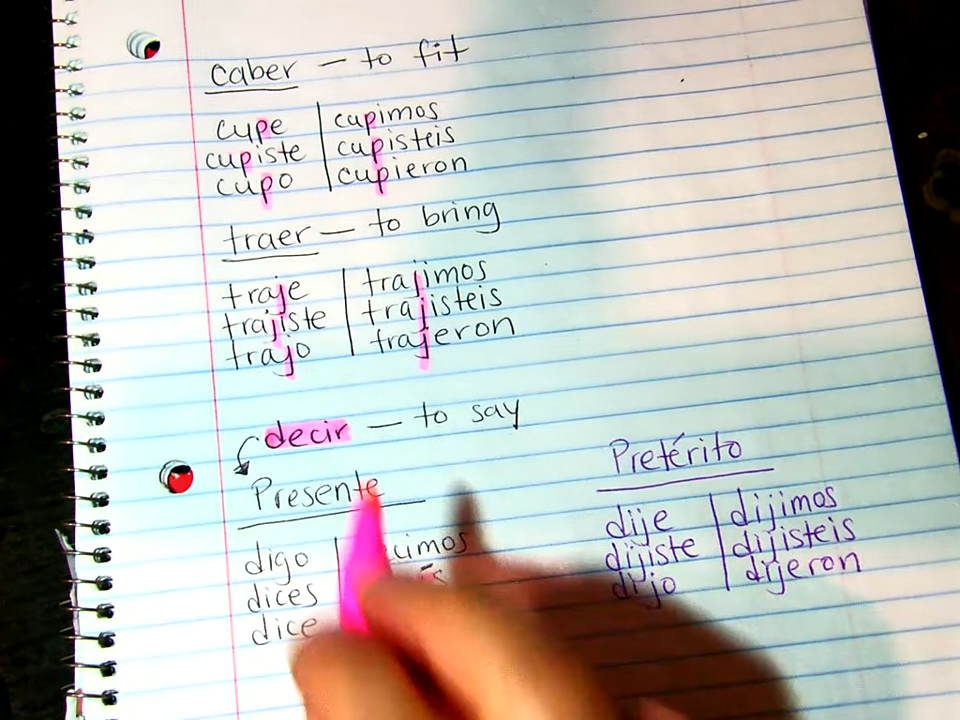 caber — to fit
cupe | cupimos
cupiste | cupisteis
cupo | cupieron
traer — to bring
traje | trajimos
trajiste | trajisteis
trajo | trajeron
decir — to say
Presente
digo
dices
dice
Pretérito
dije | dijimos
dijiste | dijisteis
dijo | dijeron